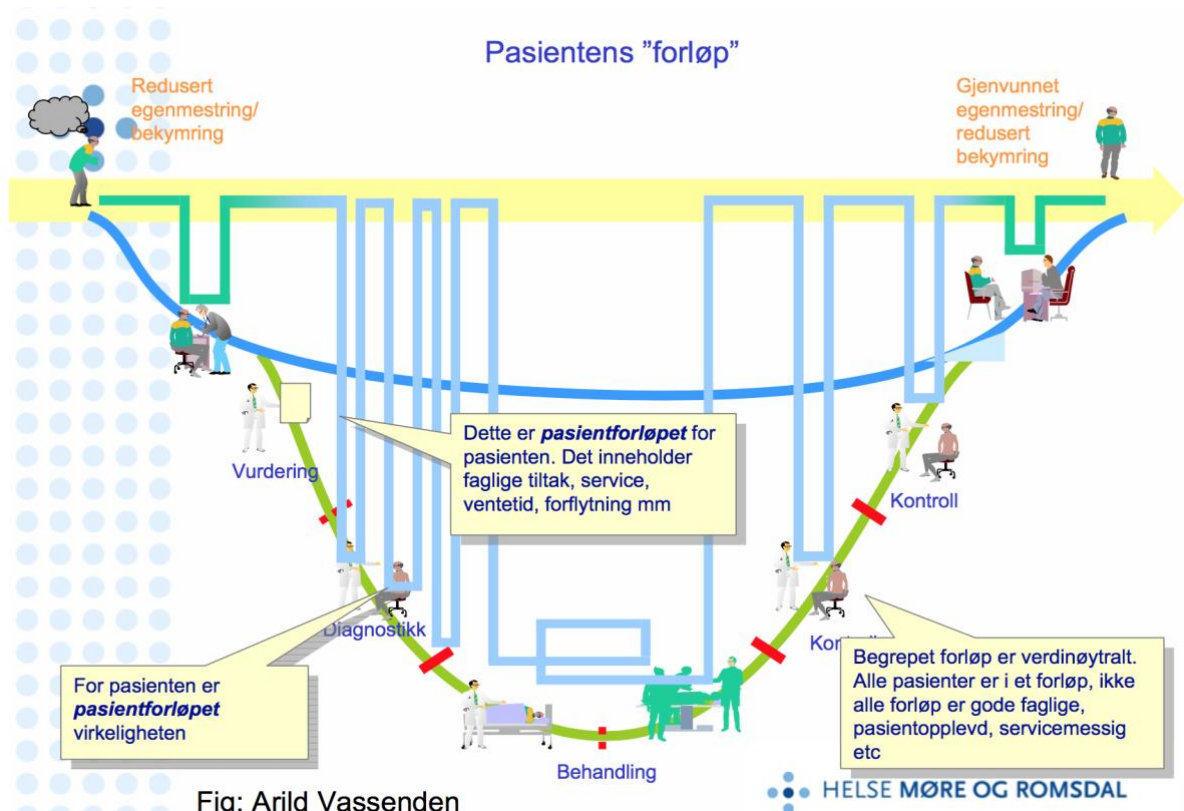 Pasientens ”forløp”
Redusert
egenmestring/
bekymring
Gjenvunnet
egenmestring/
redusert
bekymring
Vurdering
Dette er pasientforløpet for
pasienten. Det inneholder
faglige tiltak, service,
ventetid, forflytning mm
Kontroll
Diagnostikk
For pasienten er
pasientforløpet
virkeligheten
Begrepet forløp er verdinøytralt.
Alle pasienter er i et forløp, ikke
alle forløp er gode faglige,
pasientopplevd, servicemessig
etc
Behandling
HELSE MØRE OG ROMSDAL
Fig: Arild Vassenden